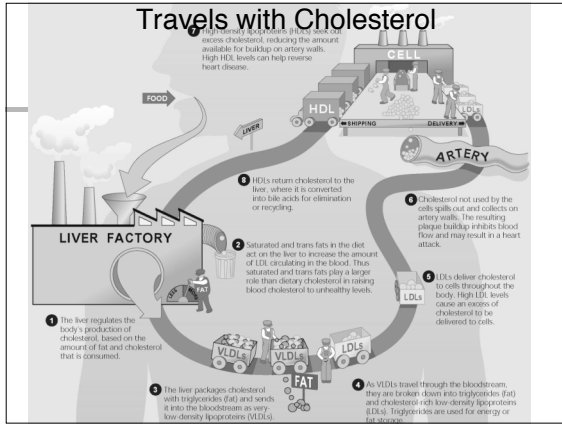 Travels with Cholesterol
7 High-density lipoproteins (HDLs) seek out
excess cholesterol, reducing the amount
available for buildup on artery walls.
High HDL levels can help reverse
heart disease.
CELL
FOOD
LIVER
HDL
LDLs
SHIPPING
DELIVERY
ARTERY
8 HDLs return cholesterol to the
liver, where it is converted
into bile acids for elimination
or recycling.
6 Cholesterol not used by the
cells spills out and collects on
artery walls. The resulting
plaque buildup inhibits blood
flow and may result in a heart
attack.
LIVER FACTORY
2 Saturated and trans fats in the diet
act on the liver to increase the amount
of LDL circulating in the blood. Thus
saturated and trans fats play a larger
role than dietary cholesterol in raising
blood cholesterol to unhealthy levels.
LESS
FAT
5 LDLs deliver cholesterol
to cells throughout the
body. High LDL levels
cause an excess of
cholesterol to be
delivered to cells.
LDLs
1 The liver regulates the
body's production of
cholesterol, based on the
amount of fat and cholesterol
that is consumed.
VLDLs
VLDLs
LDLs
FAT
3 The liver packages cholesterol
with triglycerides (fat) and sends
it into the bloodstream as very-
low-density lipoproteins (VLDLs).
4 As VLDLs travel through the bloodstream,
they are broken down into triglycerides (fat)
and cholesterol-rich low-density lipoproteins
(LDLs). Triglycerides are used for energy or
fat storage.